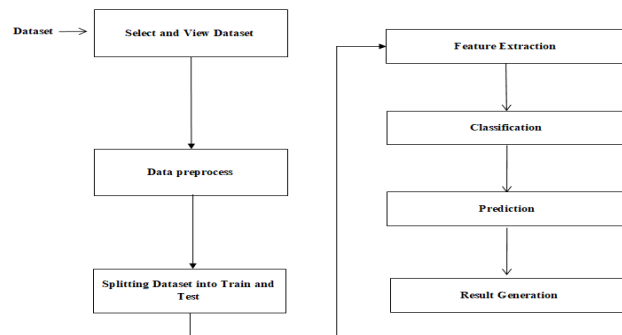 Dataset
Select and View Dataset
Data preprocess
Splitting Dataset into Train and
Test
Feature Extraction
Classification
Prediction
Result Generation